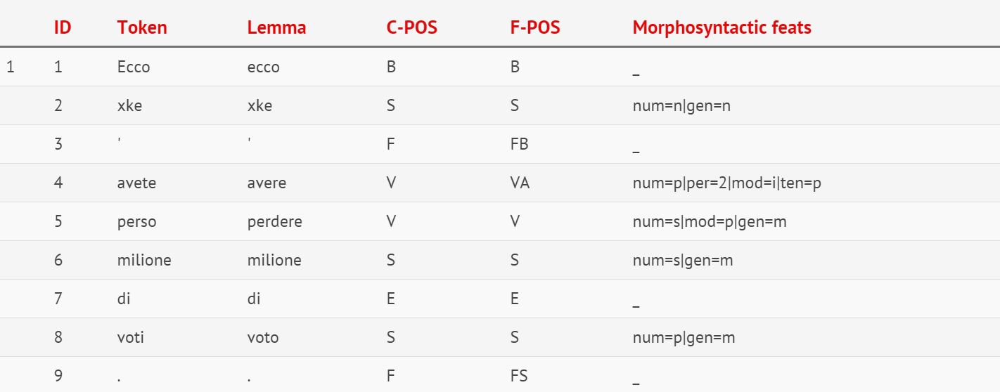 ID Token Lemma C-POS F-POS Morphosyntactic feats
1 1 Ecco ecco B B _
2 xke xke S S num=n|gen=n
3 ' ' F FB _
4 avete avere V VA num=p|per=2|mod=i|ten=p
5 perso perdere V V num=s|mod=p|gen=m
6 milione milione S S num=s|gen=m
7 di di E E _
8 voti voto S S num=p|gen=m
9 . . F FS _